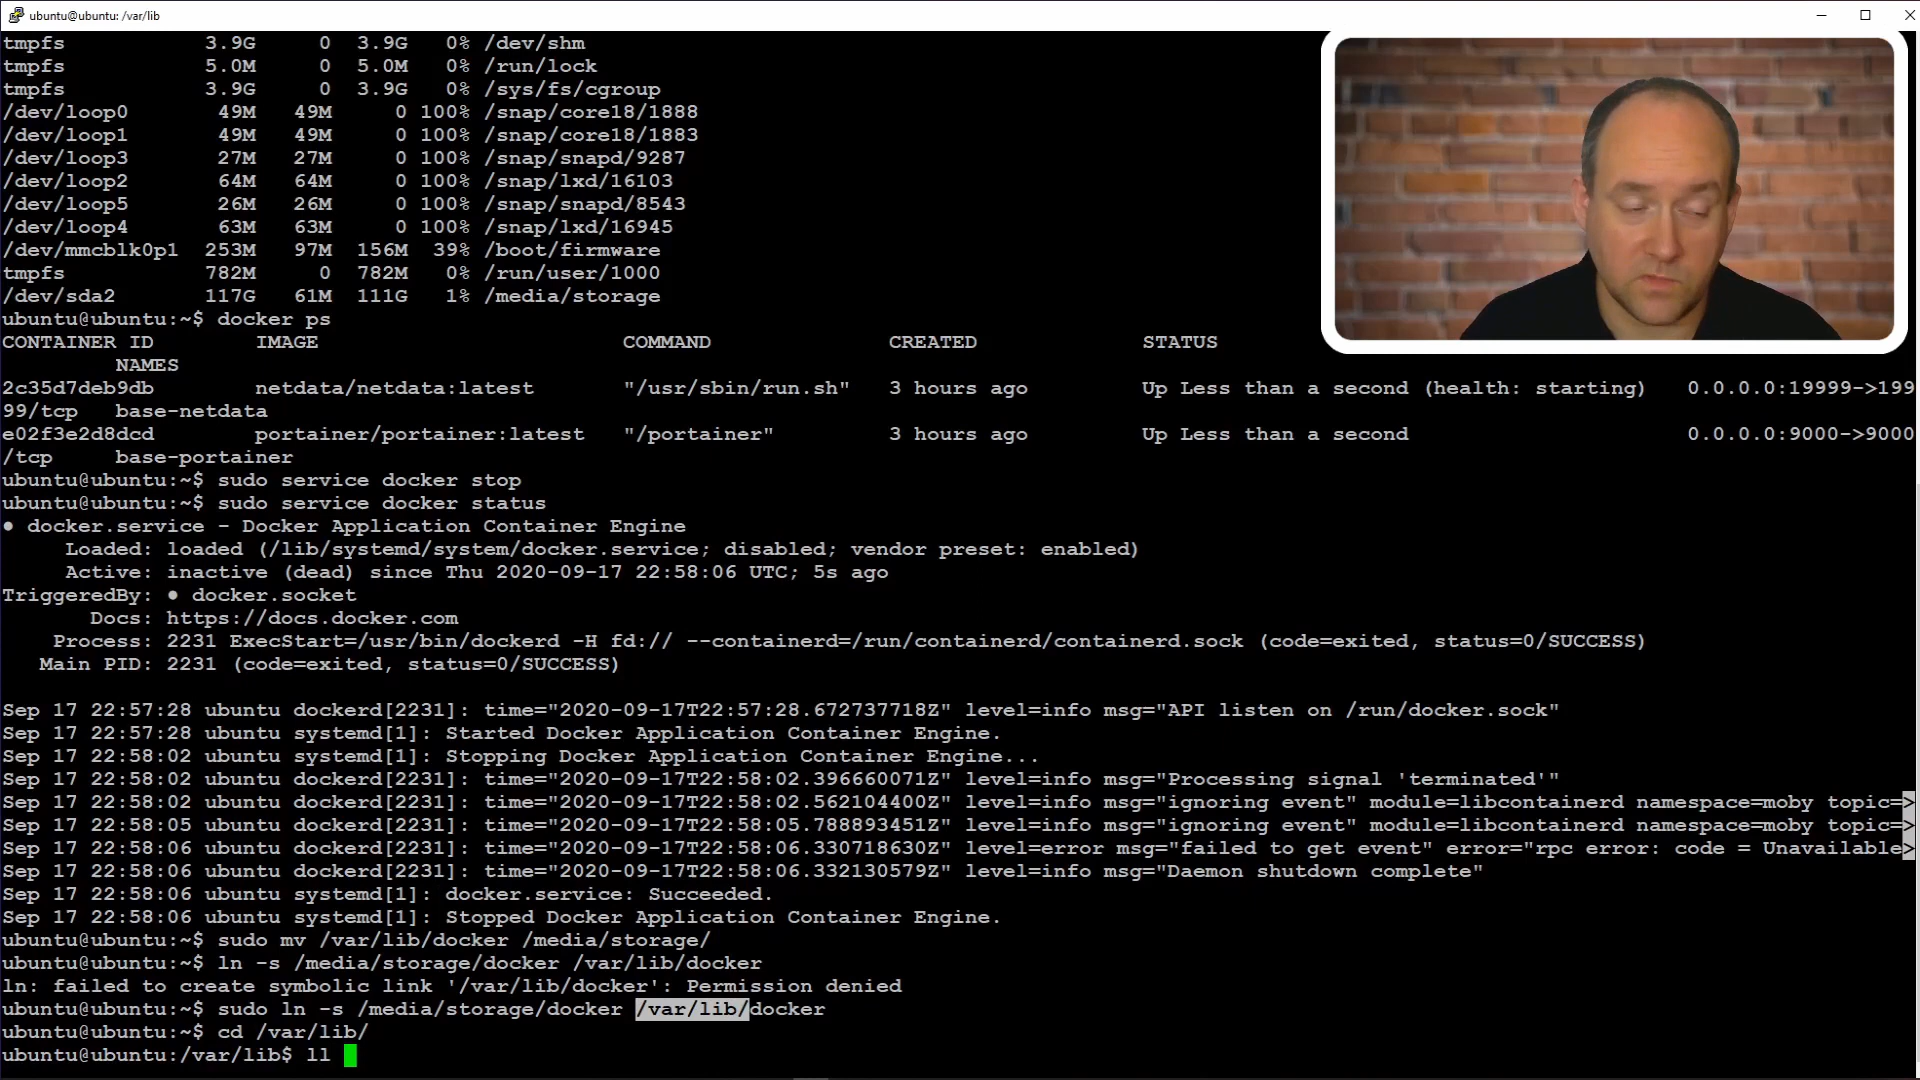 ubuntu@ubuntu: /var/lib
tmpfs 3.9G 0 3.9G 0% /dev/shm
tmpfs 5.0M 0 5.0M 0% /run/lock
tmpfs 3.9G 0 3.9G 0% /sys/fs/cgroup
/dev/loop0 49M 49M 0 100% /snap/core18/1888
/dev/loop1 49M 49M 0 100% /snap/core18/1883
/dev/loop3 27M 27M 0 100% /snap/snapd/9287
/dev/loop2 64M 64M 0 100% /snap/lxd/16103
/dev/loop5 26M 26M 0 100% /snap/snapd/8543
/dev/loop4 63M 63M 0 100% /snap/lxd/16945
/dev/mmcblk0p1 253M 97M 156M 39% /boot/firmware
tmpfs 782M 0 782M 0% /run/user/1000
/dev/sda2 117G 61M 111G 1% /media/storage
ubuntu@ubuntu:~$ docker ps
CONTAINER ID IMAGE COMMAND CREATED STATUS
NAMES
2c35d7deb9db netdata/netdata:latest "/usr/sbin/run.sh" 3 hours ago Up Less than a second (health: starting) 0.0.0.0:19999->199
99/tcp base-netdata
e02f3e2d8dcd portainer/portainer:latest "/portainer" 3 hours ago Up Less than a second 0.0.0.0:9000->9000
/tcp base-portainer
ubuntu@ubuntu:~$ sudo service docker stop
ubuntu@ubuntu:~$ sudo service docker status
● docker.service - Docker Application Container Engine
Loaded: loaded (/lib/systemd/system/docker.service; disabled; vendor preset: enabled)
Active: inactive (dead) since Thu 2020-09-17 22:58:06 UTC; 5s ago
TriggeredBy: ● docker.socket
Docs: https://docs.docker.com
Process: 2231 ExecStart=/usr/bin/dockerd -H fd:// --containerd=/run/containerd/containerd.sock (code=exited, status=0/SUCCESS)
Main PID: 2231 (code=exited, status=0/SUCCESS)
Sep 17 22:57:28 ubuntu dockerd[2231]: time="2020-09-17T22:57:28.672737718Z" level=info msg="API listen on /run/docker.sock"
Sep 17 22:57:28 ubuntu systemd[1]: Started Docker Application Container Engine.
Sep 17 22:58:02 ubuntu systemd[1]: Stopping Docker Application Container Engine...
Sep 17 22:58:02 ubuntu dockerd[2231]: time="2020-09-17T22:58:02.396660071Z" level=info msg="Processing signal 'terminated'"
Sep 17 22:58:02 ubuntu dockerd[2231]: time="2020-09-17T22:58:02.562104400Z" level=info msg="ignoring event" module=libcontainerd namespace=moby topic=>
Sep 17 22:58:05 ubuntu dockerd[2231]: time="2020-09-17T22:58:05.788893451Z" level=info msg="ignoring event" module=libcontainerd namespace=moby topic=>
Sep 17 22:58:06 ubuntu dockerd[2231]: time="2020-09-17T22:58:06.330718630Z" level=error msg="failed to get event" error="rpc error: code = Unavailable>
Sep 17 22:58:06 ubuntu dockerd[2231]: time="2020-09-17T22:58:06.332130579Z" level=info msg="Daemon shutdown complete"
Sep 17 22:58:06 ubuntu systemd[1]: docker.service: Succeeded.
Sep 17 22:58:06 ubuntu systemd[1]: Stopped Docker Application Container Engine.
ubuntu@ubuntu:~$ sudo mv /var/lib/docker /media/storage/
ubuntu@ubuntu:~$ ln -s /media/storage/docker /var/lib/docker
ln: failed to create symbolic link '/var/lib/docker': Permission denied
ubuntu@ubuntu:~$ sudo ln -s /media/storage/docker /var/lib/docker
ubuntu@ubuntu:~$ cd /var/lib/
ubuntu@ubuntu:/var/lib$ ll